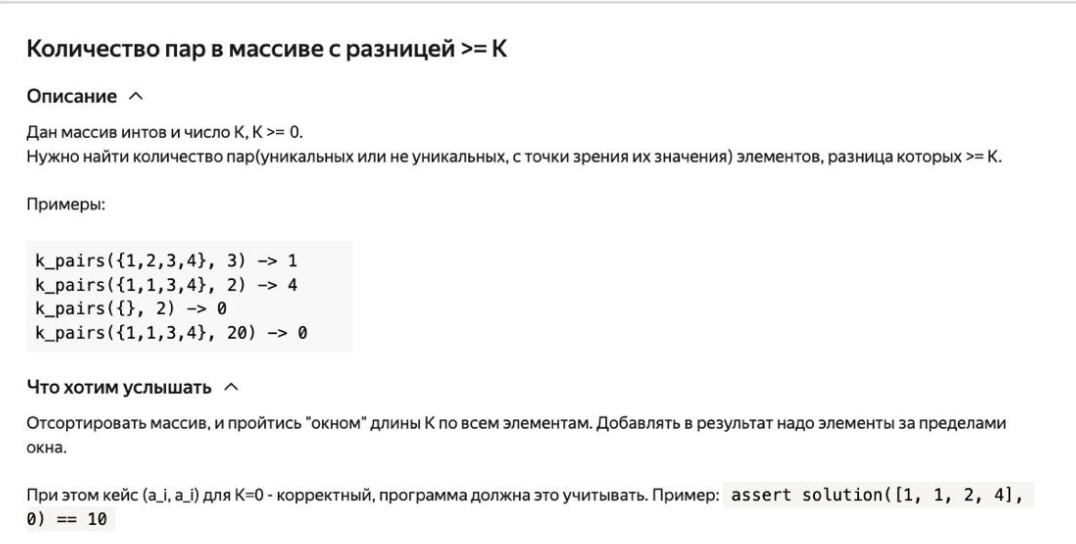 Количество пар в массиве с разницей >= K
Описание
Дан массив интов и число K, K >= 0.
Нужно найти количество пар(уникальных или не уникальных, с точки зрения их значения) элементов, разница которых >= K.
Примеры:
k_pairs({1,2,3,4}, 3) -> 1
k_pairs({1,1,3,4}, 2) -> 4
k_pairs({}, 2) -> 0
k_pairs({1,1,3,4}, 20) -> 0
Что хотим услышать
Отсортировать массив, и пройтись "окном" длины K по всем элементам. Добавлять в результат надо элементы за пределами
окна.
При этом кейс (a_i, a_i) для K=0 - корректный, программа должна это учитывать. Пример: assert solution([1, 1, 2, 4],
0) == 10